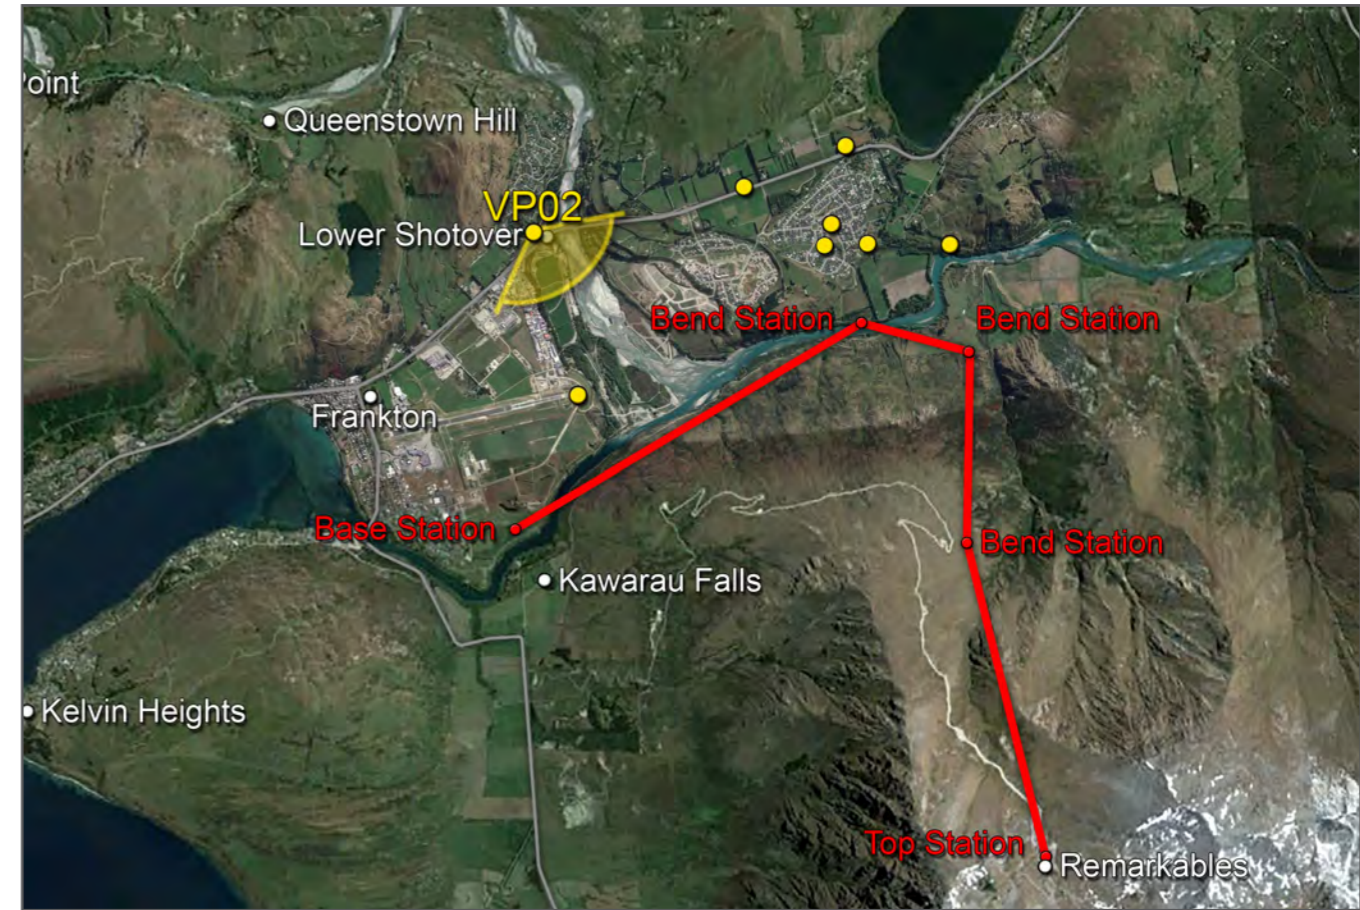 Point
Queenstown Hill
VP02
Lower Shotover
Bend Station
Bend Station
Frankton
Base Station
Bend Station
Kawarau Falls
Kelvin Heights
Top Station
Remarkables